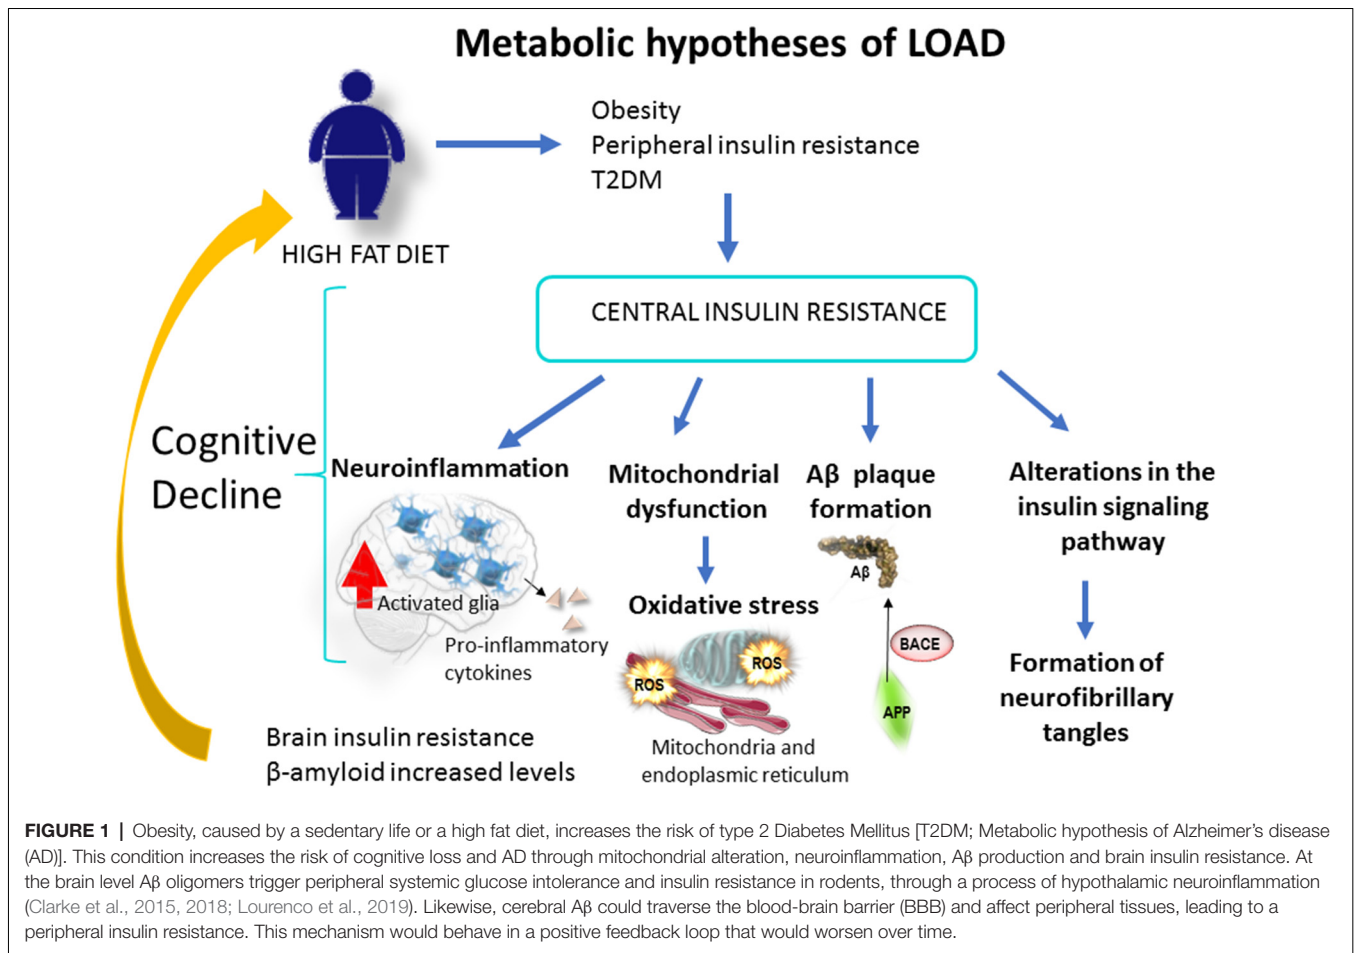 Metabolic hypotheses of LOAD
Obesity
Peripheral insulin resistance
T2DM
HIGH FAT DIET
CENTRAL INSULIN RESISTANCE
Cognitive
Decline
Neuroinflammation
Activated glia
Pro-inflammatory
cytokines
Mitochondrial
dysfunction
Oxidative stress
ROS
ROS
Mitochondria and
endoplasmic reticulum
Aβ plaque
formation
Aβ
BACE
APP
Alterations in the
insulin signaling
pathway
Formation of
neurofibrillary
tangles
Brain insulin resistance
β-amyloid increased levels
FIGURE 1 | Obesity, caused by a sedentary life or a high fat diet, increases the risk of type 2 Diabetes Mellitus [T2DM; Metabolic hypothesis of Alzheimer’s disease
(AD)]. This condition increases the risk of cognitive loss and AD through mitochondrial alteration, neuroinflammation, Aβ production and brain insulin resistance. At
the brain level Aβ oligomers trigger peripheral systemic glucose intolerance and insulin resistance in rodents, through a process of hypothalamic neuroinflammation
(Clarke et al., 2015, 2018; Lourenco et al., 2019). Likewise, cerebral Aβ could traverse the blood-brain barrier (BBB) and affect peripheral tissues, leading to a
peripheral insulin resistance. This mechanism would behave in a positive feedback loop that would worsen over time.